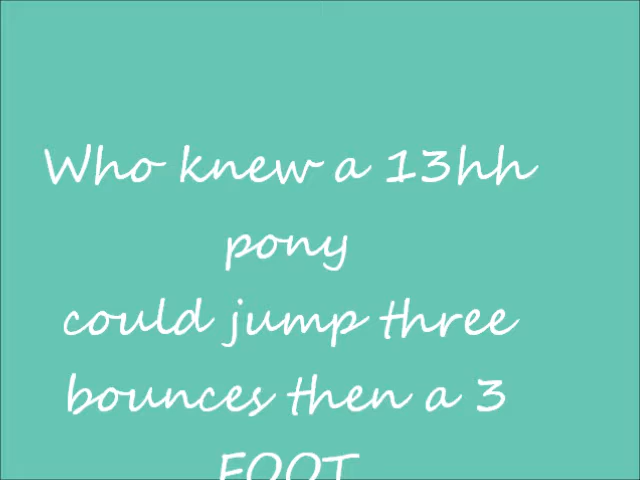 Who knew a 13hh
pony
could jump three
bounces then a 3
FOOT